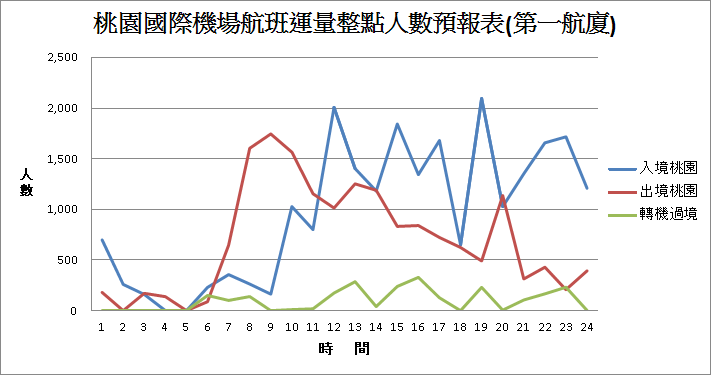 桃園國際機場航班運量整點人數預報表(第一航廈)
2,500
2,000
1,500
1,000
500
0
人數
1 2 3 4 5 6 7 8 9 10 11 12 13 14 15 16 17 18 19 20 21 22 23 24
時 間
入境桃園
出境桃園
轉機過境